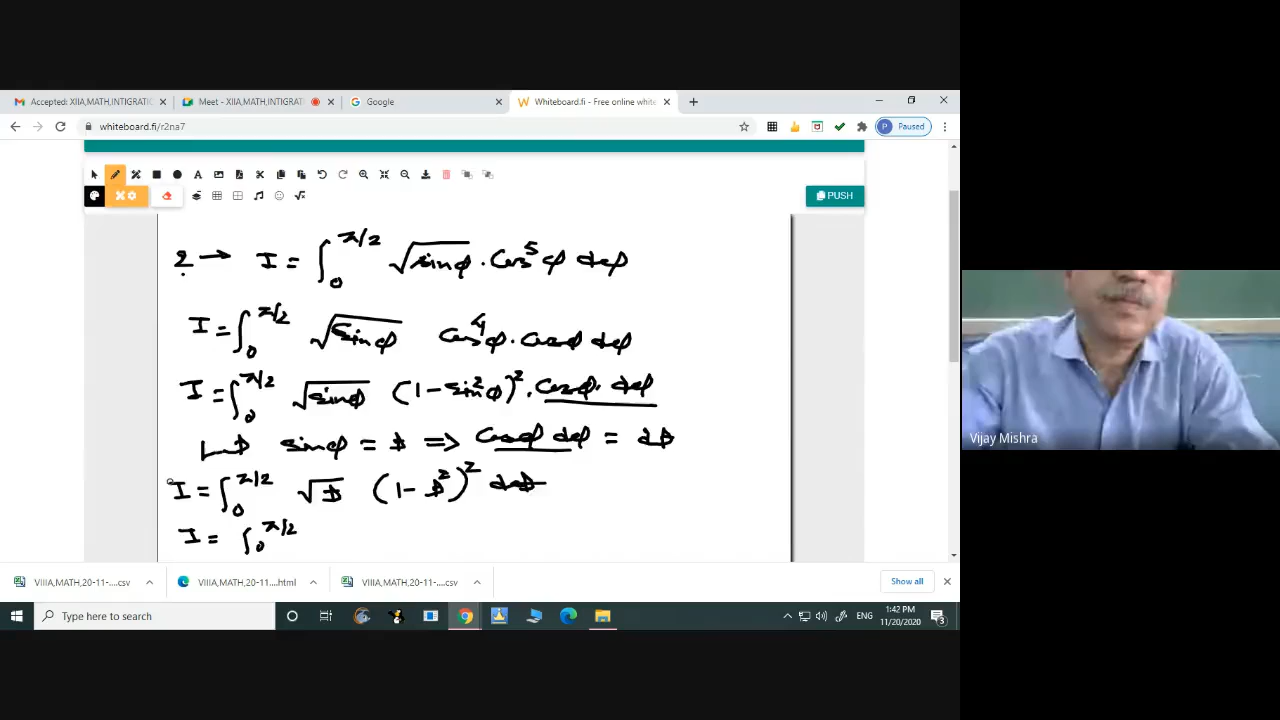 Accepted: XIIA,MATH,INTIGRATIC
Meet - XIIA,MATH,INTIGRAT
Google
Whiteboard.fi - Free online white
whiteboard.fi/r2na7
P Paused
PUSH
2 → I = ∫₀^π/2 √sinφ · Cos⁵φ dφ
I = ∫₀^π/2 √sinφ Cos⁴φ · Cosφ dφ
I = ∫₀^π/2 √sinφ (1 - sin²φ)² · Cosφ · dφ
Let sinφ = t ⇒ Cosφ dφ = dt
I = ∫₀^π/2 √t (1 - t²)² dt
I = ∫₀^π/2
Vijay Mishra
VIIIA,MATH,20-11-....csv
VIIIA,MATH,20-11....html
VIIIA,MATH,20-11-....csv
Show all
Type here to search
ENG
1:42 PM
11/20/2020
3